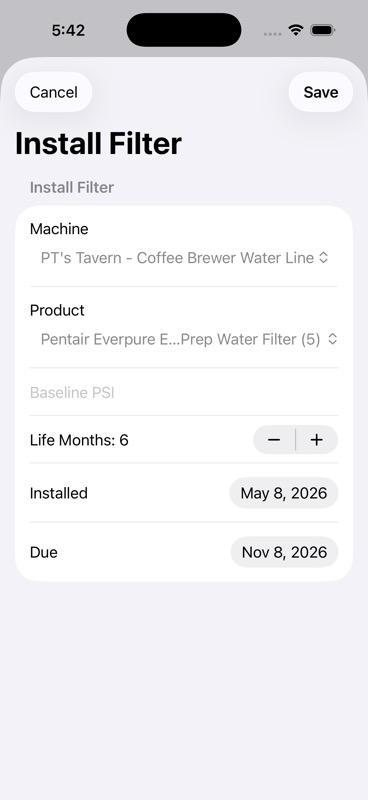 5:42
Cancel
Save
Install Filter
Install Filter
Machine
PT's Tavern - Coffee Brewer Water Line
Product
Pentair Everpure E...Prep Water Filter (5)
Baseline PSI
Life Months: 6
− +
Installed
May 8, 2026
Due
Nov 8, 2026